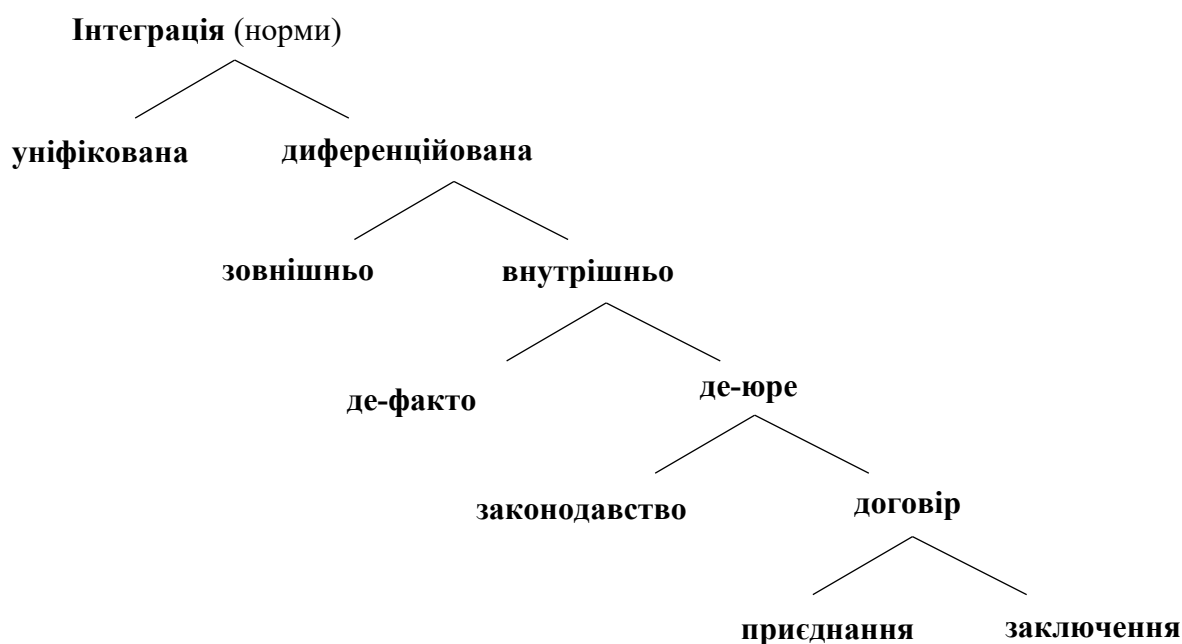 Інтеграція (норми)
уніфікована диференційована
зовнішньо внутрішньо
де-факто де-юре
законодавство договір
приєднання заключення